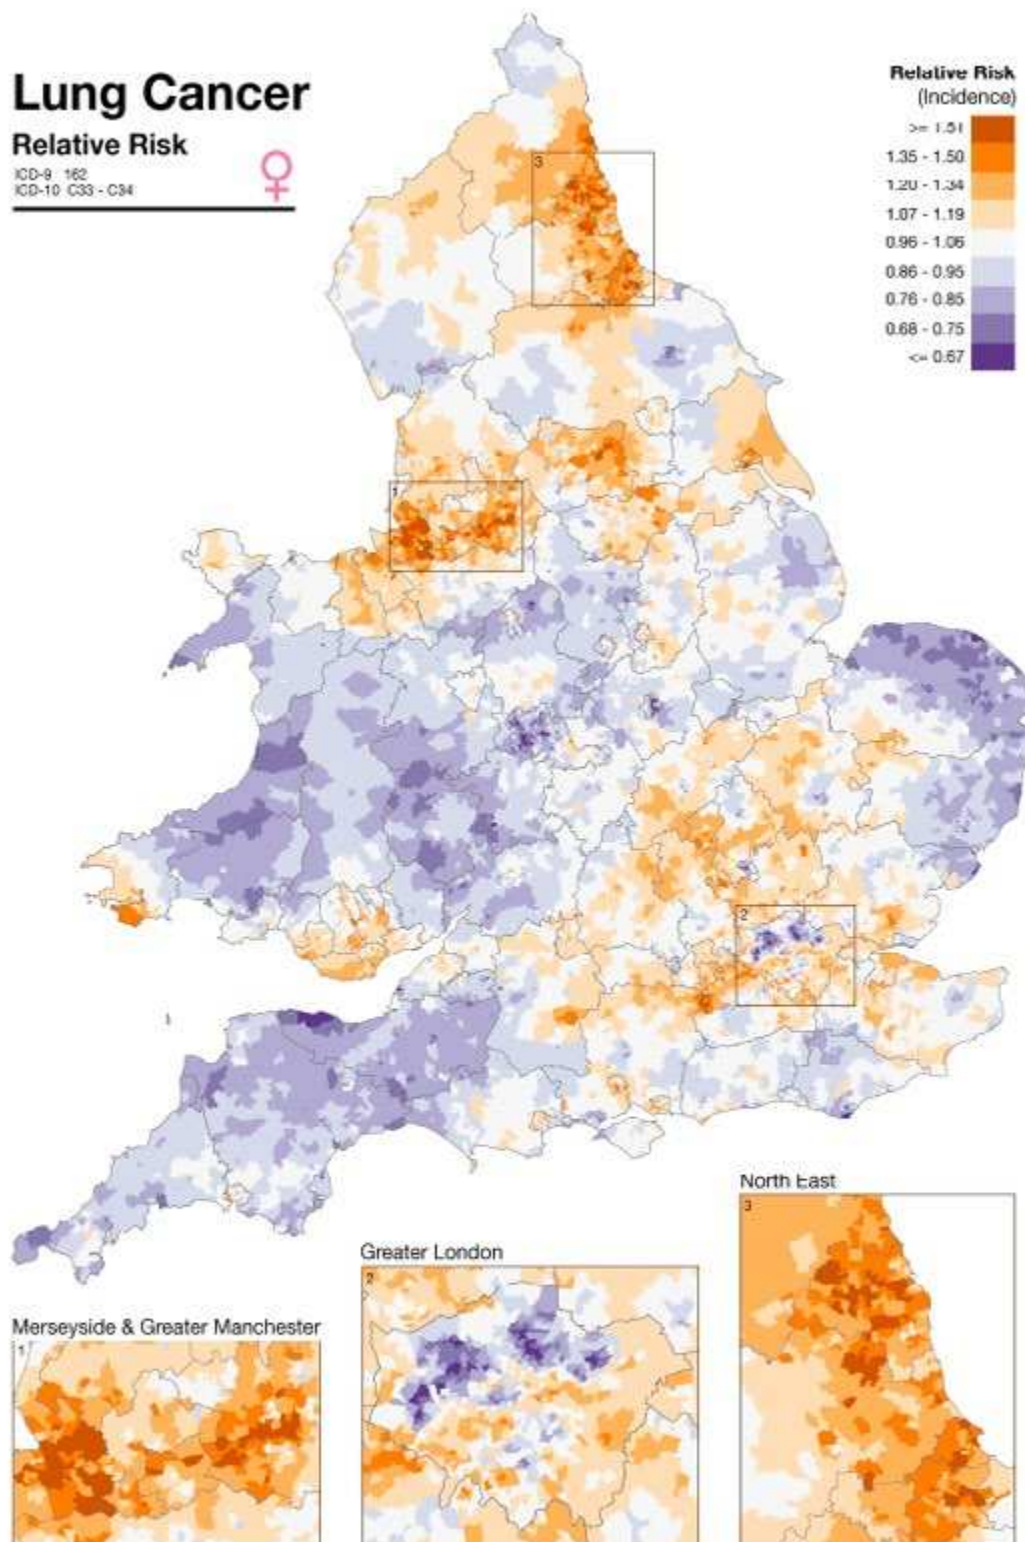 Lung Cancer
Relative Risk
ICD-9 162
ICD-10 C33 - C34
Relative Risk
(Incidence)
>= 1.51
1.35 - 1.50
1.20 - 1.34
1.07 - 1.19
0.96 - 1.06
0.86 - 0.95
0.76 - 0.85
0.68 - 0.75
<= 0.67
3
1
2
North East
3
Greater London
2
Merseyside & Greater Manchester
1